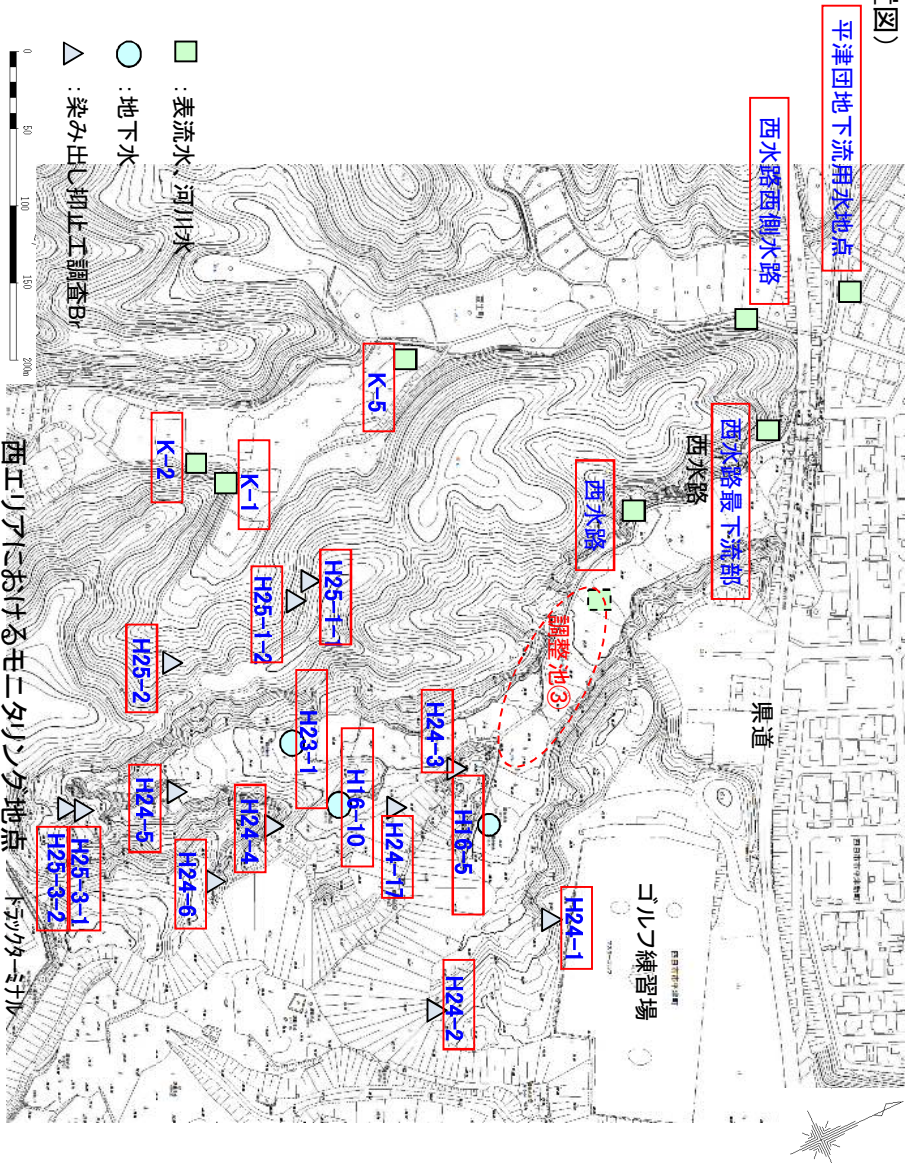 置図）
平津団地下流用水地点
西水路西側水路
西水路最下流部
西水路
西水路
県道
調整池③
ゴルフ練習場
K-5
K-1
K-2
H25-1-1
H25-1-2
H25-2
H23-1
H16-10
H24-3
H16-5
H24-17
H24-1
H24-2
H24-4
H24-5
H24-6
H25-3-1
H25-3-2
トラックターミナル
：表流水、河川水
：地下水
：染み出し抑止工調査Br
0 50 100 150 200m
西エリアにおけるモニタリング地点